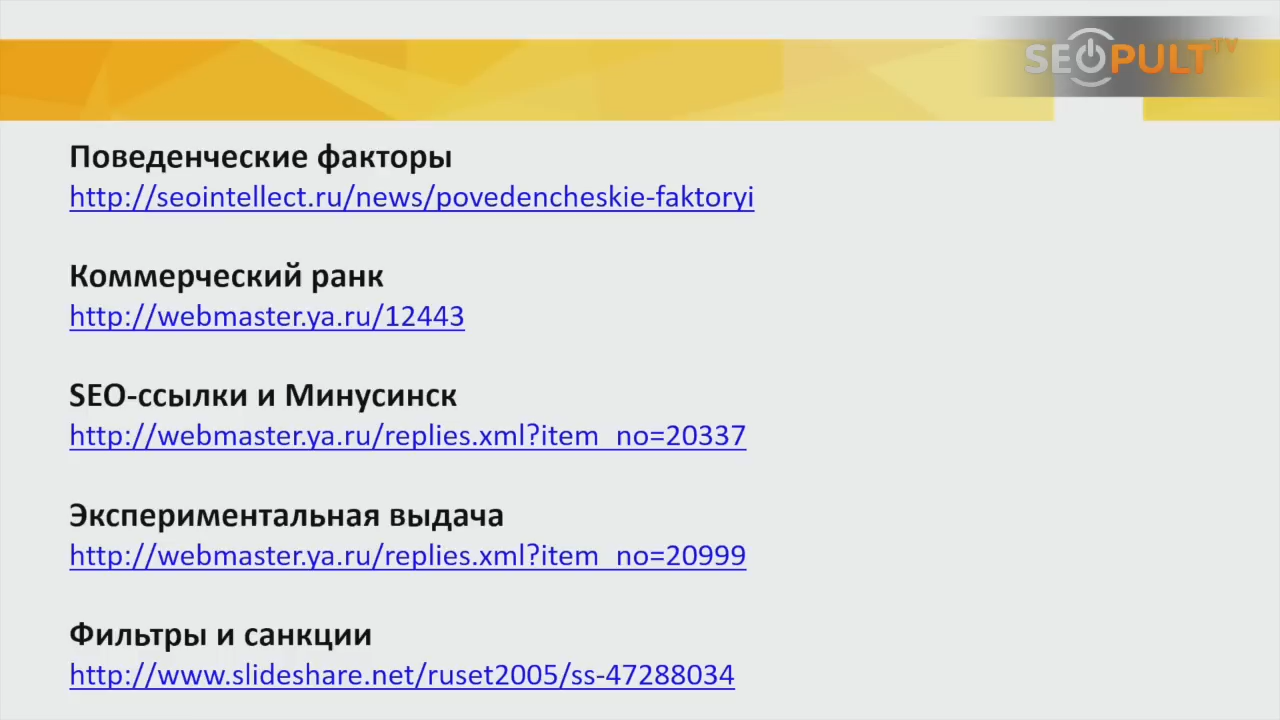 SEOPULT TV
Поведенческие факторы
http://seointellect.ru/news/povedencheskie-faktoryi
Коммерческий ранк
http://webmaster.ya.ru/12443
SEO-ссылки и Минусинск
http://webmaster.ya.ru/replies.xml?item_no=20337
Экспериментальная выдача
http://webmaster.ya.ru/replies.xml?item_no=20999
Фильтры и санкции
http://www.slideshare.net/ruset2005/ss-47288034